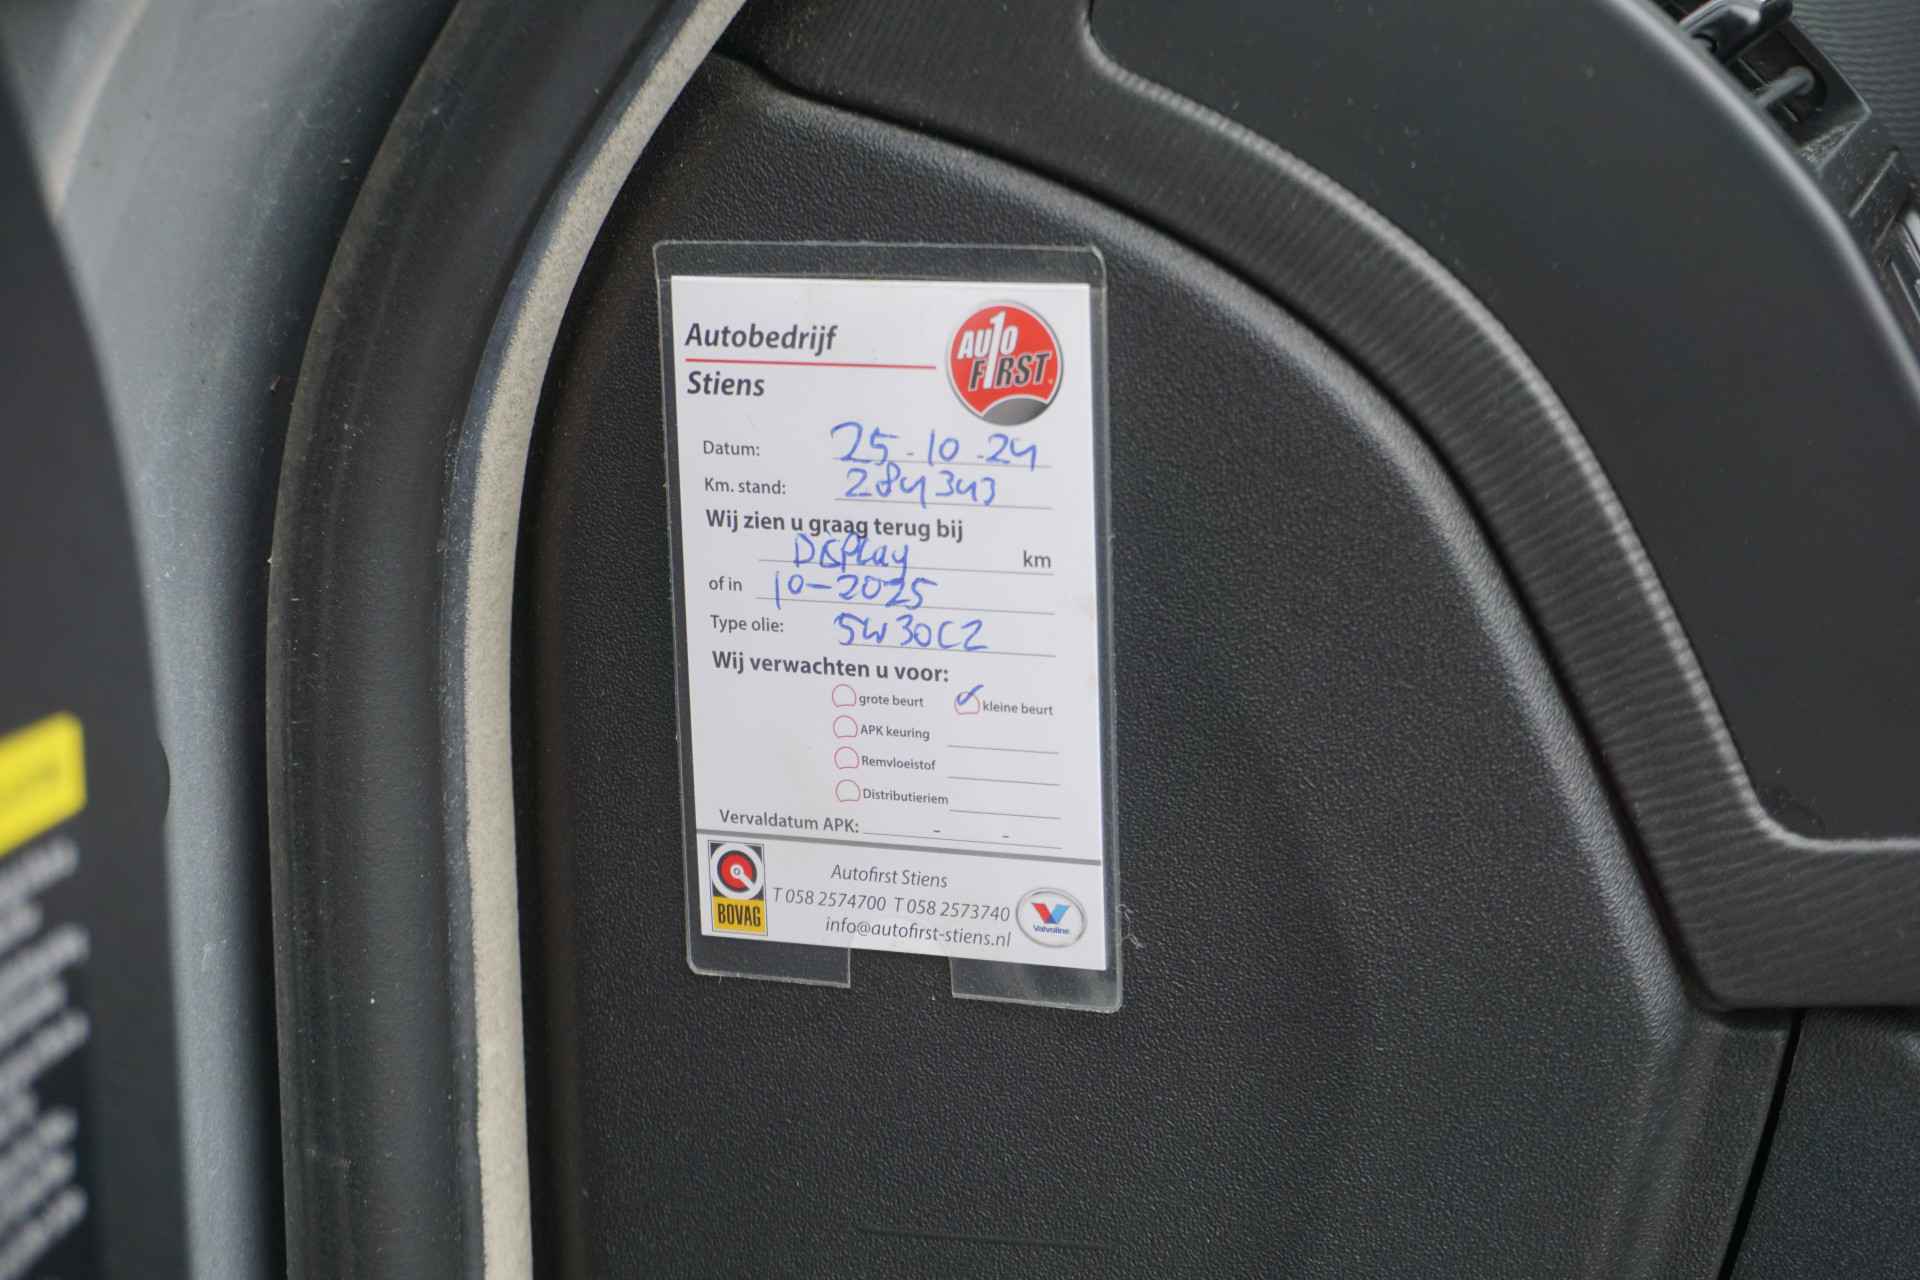 Autobedrijf
Stiens
AU1O
FIRST
Datum: 25-10-24
Km. stand: 284343
Wij zien u graag terug bij
Display km
of in 10-2025
Type olie: 5W30C2
Wij verwachten u voor:
grote beurt kleine beurt
APK keuring
Remvloeistof
Distributieriem
Vervaldatum APK: - -
Autofirst Stiens
T 058 2574700 T 058 2573740
info@autofirst-stiens.nl
BOVAG
Valvoline